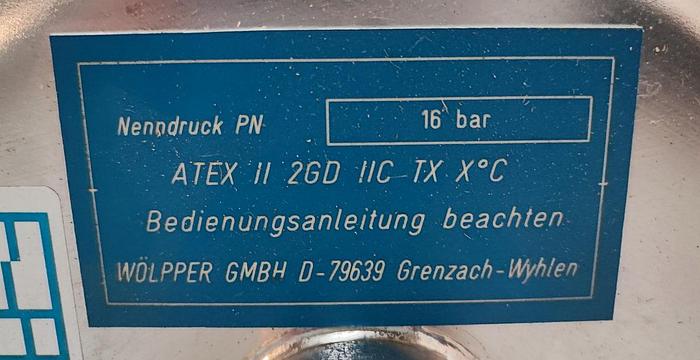 Nenndruck PN 16 bar
ATEX II 2GD IIC TX X°C
Bedienungsanleitung beachten
WÖLPPER GMBH D-79639 Grenzach-Wyhlen